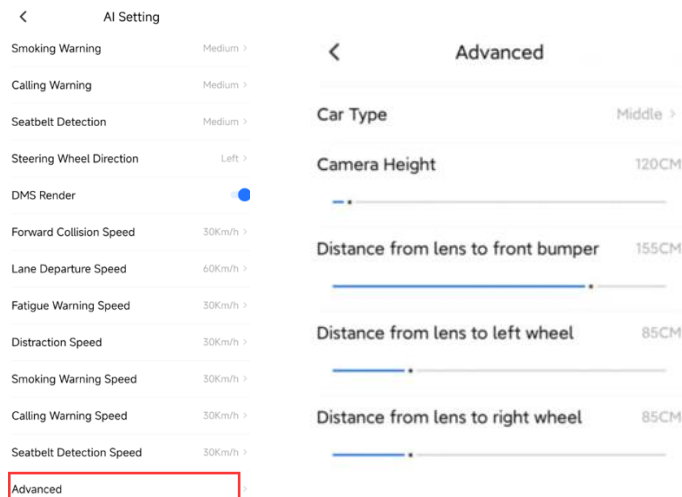 AI Setting
Smoking Warning Medium
Calling Warning Medium
Seatbelt Detection Medium
Steering Wheel Direction Left
DMS Render
Forward Collision Speed 30Km/h
Lane Departure Speed 60Km/h
Fatigue Warning Speed 30Km/h
Distraction Speed 30Km/h
Smoking Warning Speed 30Km/h
Calling Warning Speed 30Km/h
Seatbelt Detection Speed 30Km/h
Advanced
Advanced
Car Type Middle
Camera Height 120CM
Distance from lens to front bumper 155CM
Distance from lens to left wheel 85CM
Distance from lens to right wheel 85CM